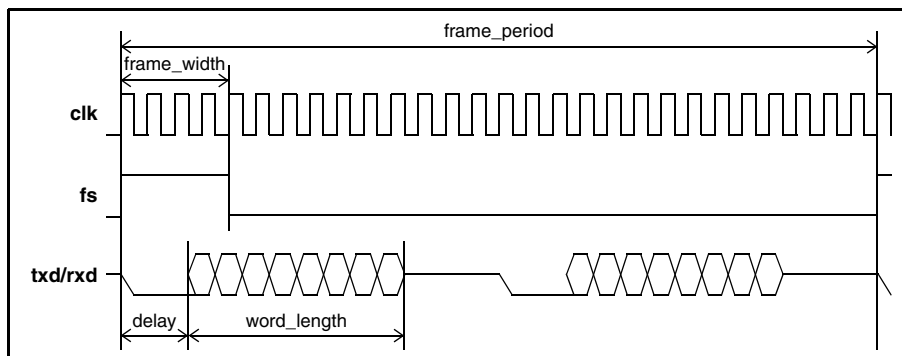 frame_period
frame_width
clk
fs
txd/rxd
delay
word_length